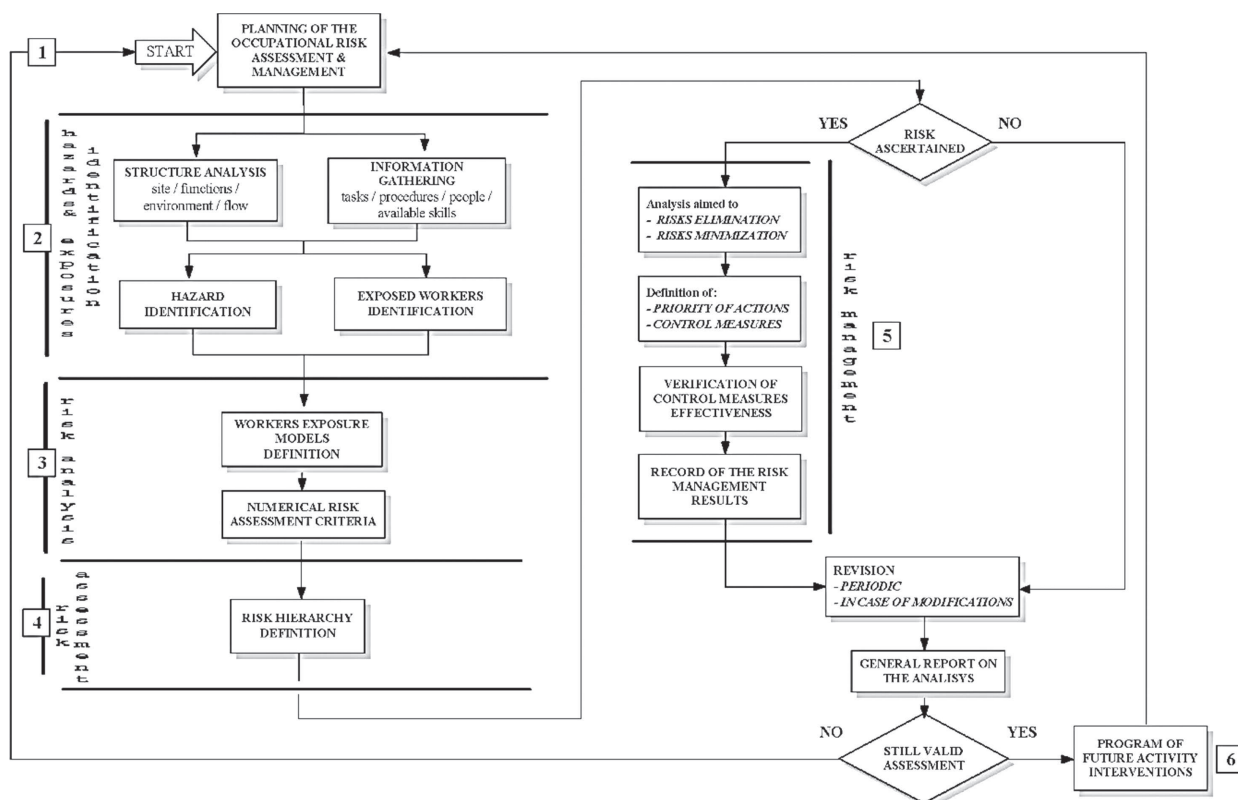 1
START
PLANNING OF THE
OCCUPATIONAL RISK
ASSESSMENT &
MANAGEMENT
2
hazards exposures
identification
STRUCTURE ANALYSIS
site / functions /
environment / flow
INFORMATION
GATHERING
tasks / procedures / people /
available skills
HAZARD
IDENTIFICATION
EXPOSED WORKERS
IDENTIFICATION
3
risk analysis
WORKERS EXPOSURE
MODELS
DEFINITION
NUMERICAL RISK
ASSESSMENT CRITERIA
4
risk
assessment
RISK HIERARCHY
DEFINITION
YES
RISK
ASCERTAINED
NO
Analysis aimed to
- RISKS ELIMINATION
- RISKS MINIMIZATION
Definition of:
- PRIORITY OF ACTIONS
- CONTROL MEASURES
VERIFICATION OF
CONTROL MEASURES
EFFECTIVENESS
RECORD OF THE RISK
MANAGEMENT
RESULTS
risk management
5
REVISION
- PERIODIC
- IN CASE OF MODIFICATIONS
GENERAL REPORT ON
THE ANALISYS
NO
STILL VALID
ASSESSMENT
YES
PROGRAM OF
FUTURE ACTIVITY
INTERVENTIONS
6